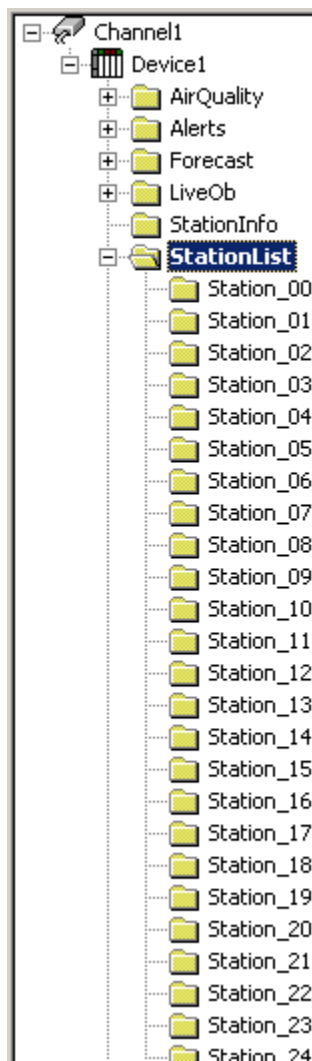 Channel1
Device1
AirQuality
Alerts
Forecast
LiveOb
StationInfo
StationList
Station_00
Station_01
Station_02
Station_03
Station_04
Station_05
Station_06
Station_07
Station_08
Station_09
Station_10
Station_11
Station_12
Station_13
Station_14
Station_15
Station_16
Station_17
Station_18
Station_19
Station_20
Station_21
Station_22
Station_23
Station_24